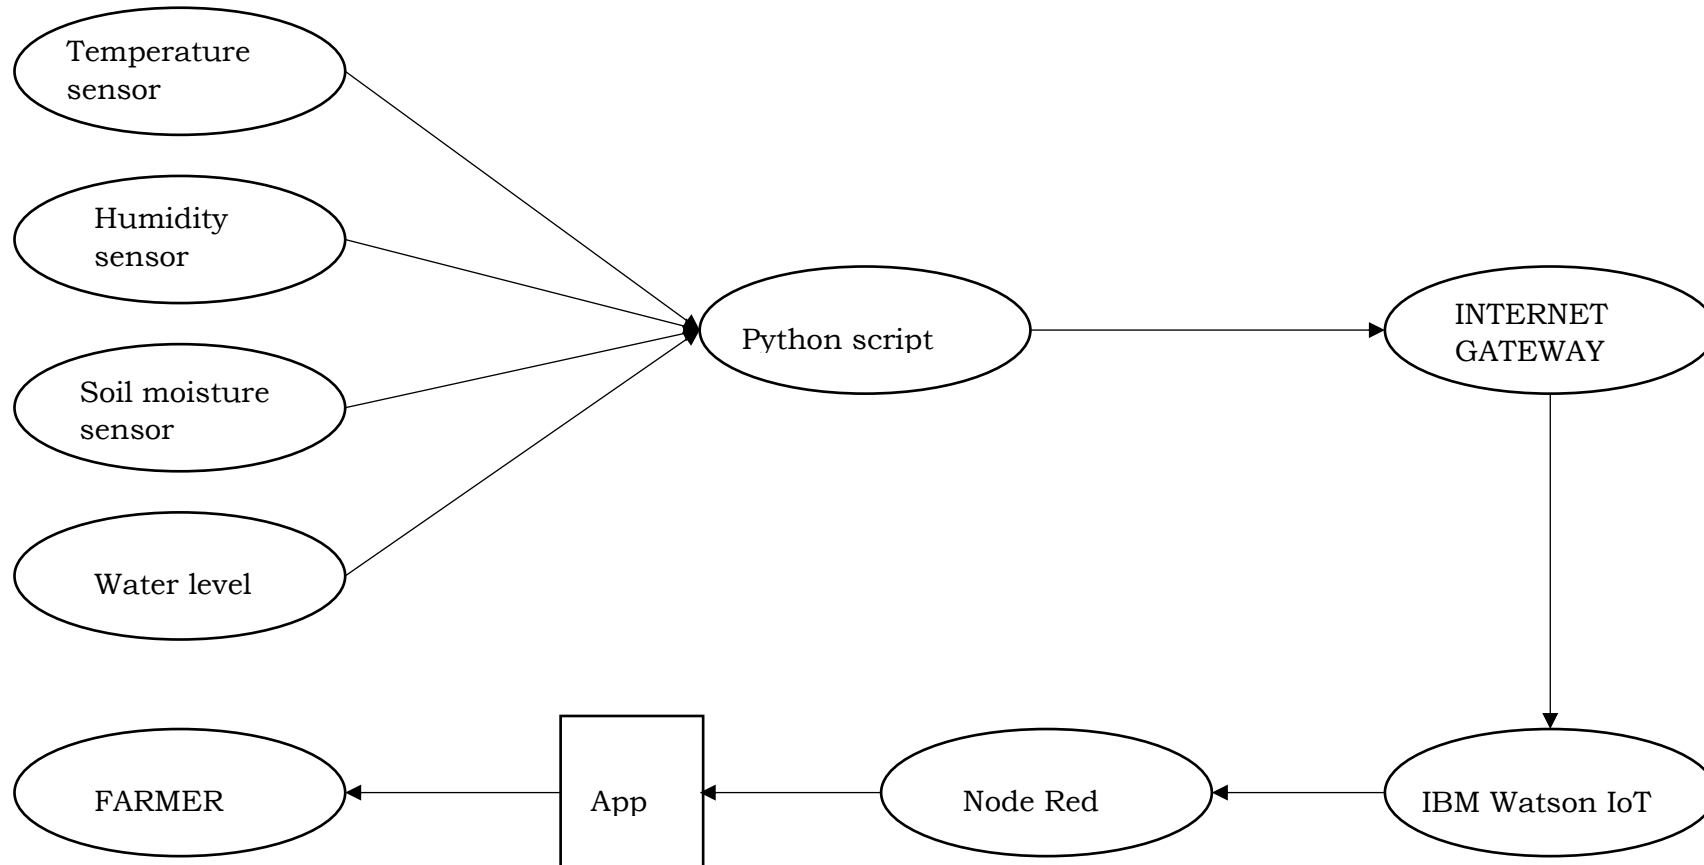 Temperature
sensor
Humidity
sensor
Soil moisture
sensor
Water level
Python script
INTERNET
GATEWAY
IBM Watson IoT
Node Red
App
FARMER